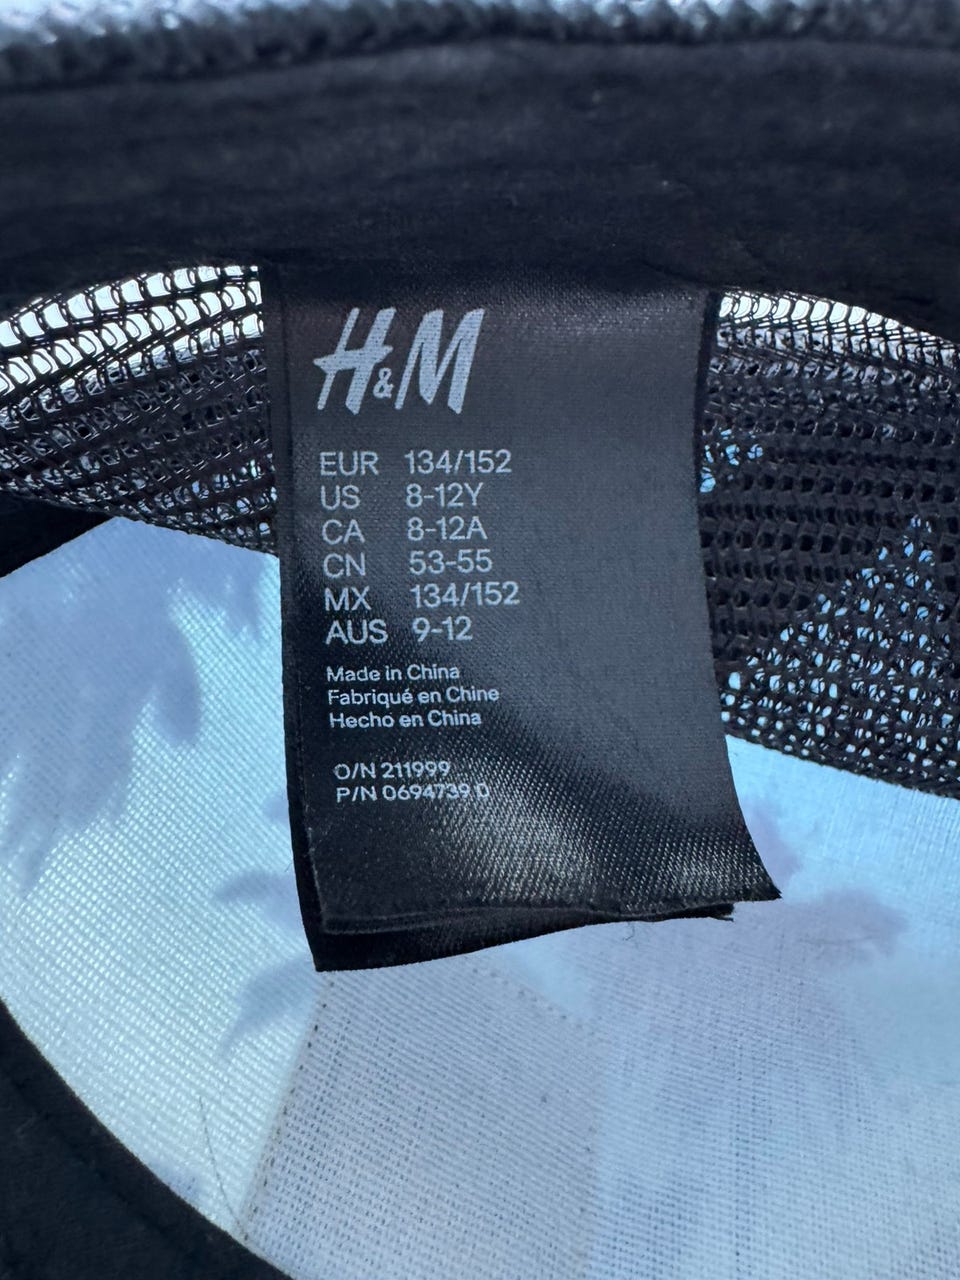 H&M
EUR 134/152
US 8-12Y
CA 8-12A
CN 53-55
MX 134/152
AUS 9-12
Made in China
Fabriqué en Chine
Hecho en China
O/N 211999
P/N 0694739 D